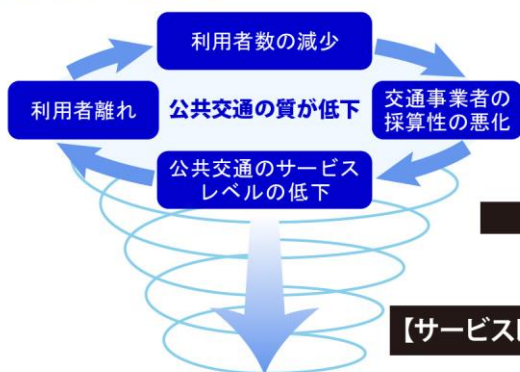 利用者数の減少
利用者離れ
公共交通の質が低下
交通事業者の
採算性の悪化
公共交通のサービス
レベルの低下
【サービス